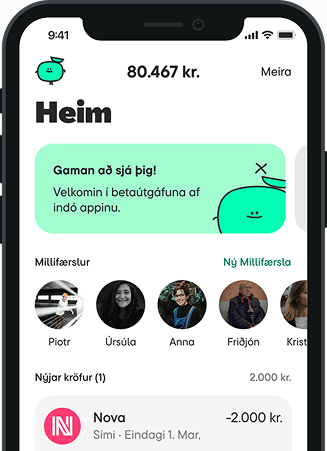 9:41
80.467 kr.
Meira
Heim
Gaman að sjá þig!
Velkomin í betaútgáfuna af
indó appinu.
Millifærslur
Ný Millifærsla
Piotr
Úrsúla
Anna
Friðjón
Krist
Nýjar kröfur (1)
2.000 kr.
Nova
-2.000 kr.
Sími · Eindagi 1. Mar,